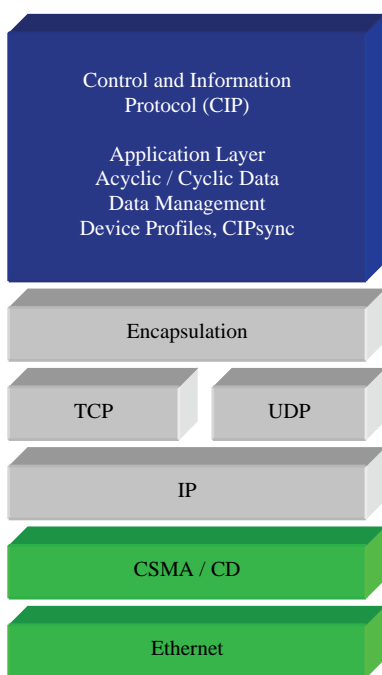 Control and Information
Protocol (CIP)
Application Layer
Acyclic / Cyclic Data
Data Management
Device Profiles, CIPsync
Encapsulation
TCP
UDP
IP
CSMA / CD
Ethernet